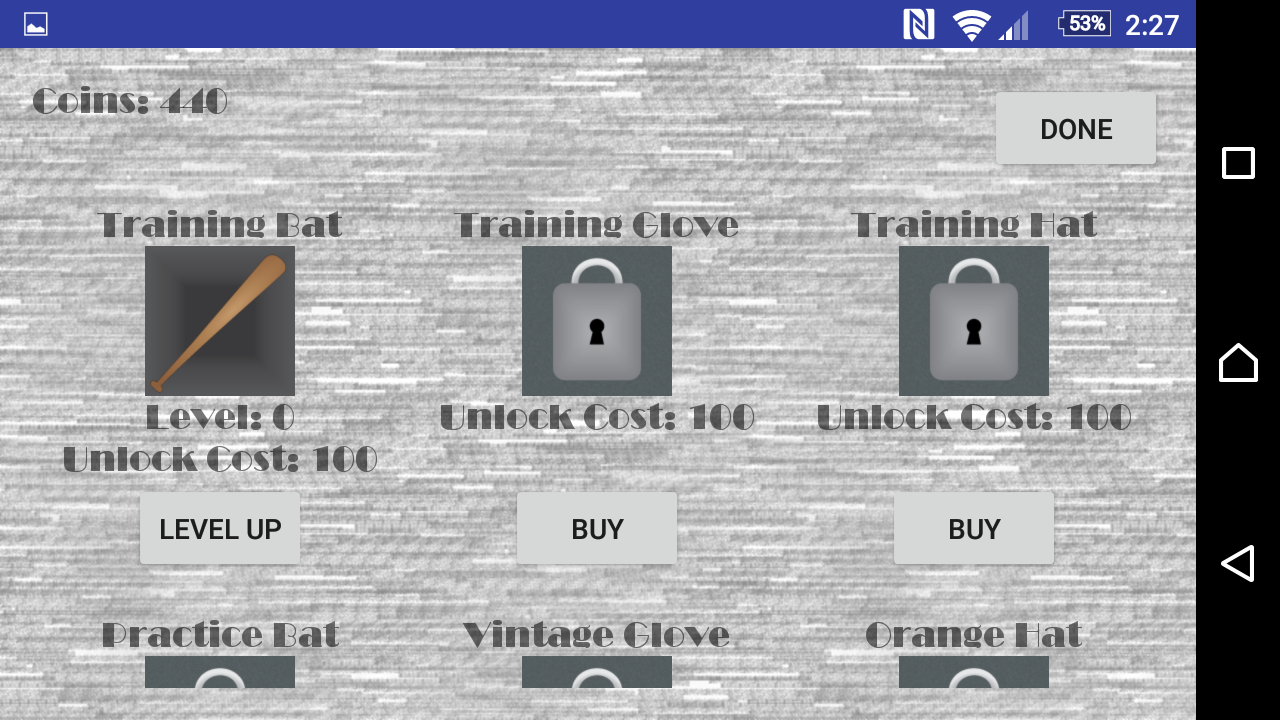 53% 2:27
Coins: 440
DONE
Training Bat Training Glove Training Hat
Level: 0 Unlock Cost: 100 Unlock Cost: 100
Unlock Cost: 100
LEVEL UP BUY BUY
Practice Bat Vintage Glove Orange Hat